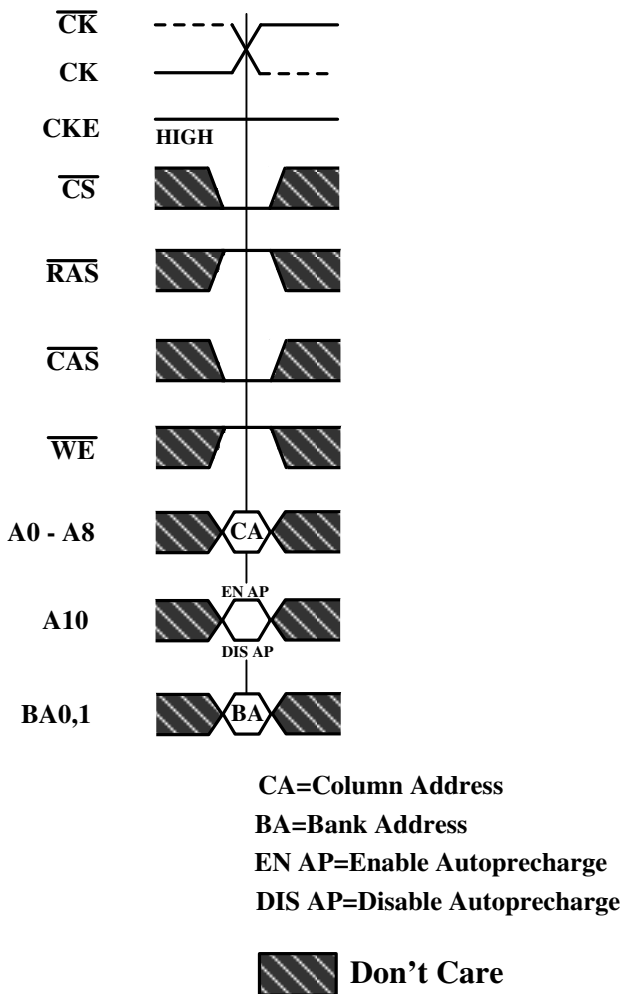 CK
CK
CKE
HIGH
CS
RAS
CAS
WE
A0 - A8
CA
EN AP
A10
DIS AP
BA0,1
BA
CA=Column Address
BA=Bank Address
EN AP=Enable Autoprecharge
DIS AP=Disable Autoprecharge
Don't Care